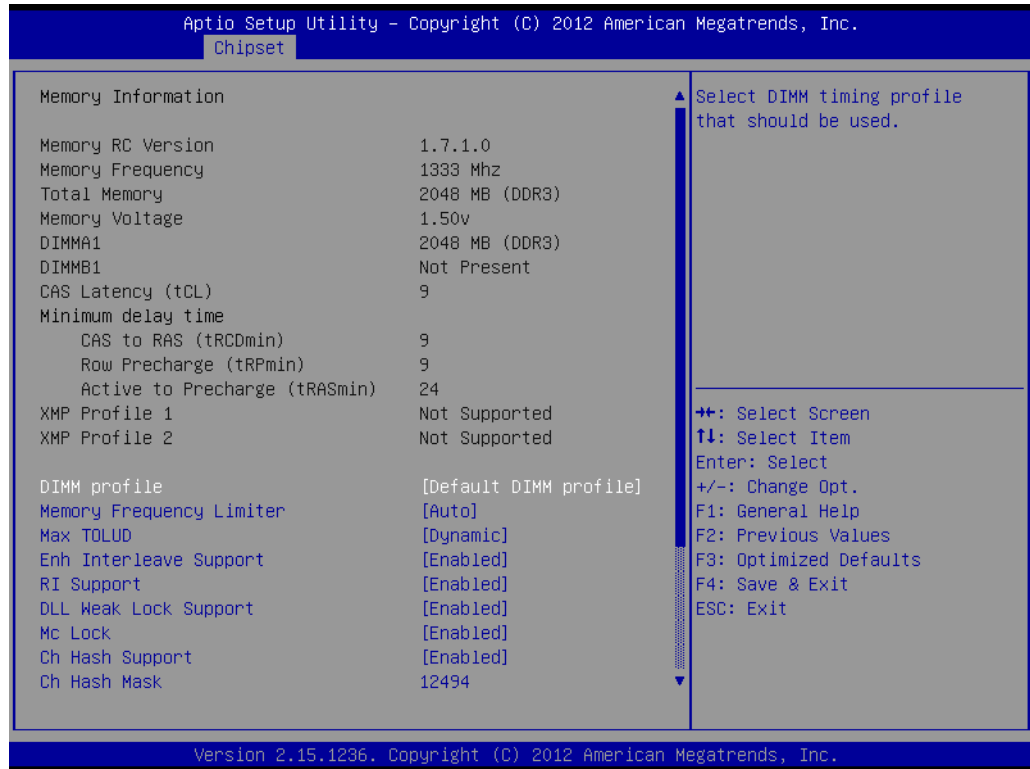 Aptio Setup Utility – Copyright (C) 2012 American Megatrends, Inc.
Chipset
Memory Information
Memory RC Version 1.7.1.0
Memory Frequency 1333 Mhz
Total Memory 2048 MB (DDR3)
Memory Voltage 1.50v
DIMMA1 2048 MB (DDR3)
DIMMB1 Not Present
CAS Latency (tCL) 9
Minimum delay time
CAS to RAS (tRCDmin) 9
Row Precharge (tRPmin) 9
Active to Precharge (tRASmin) 24
XMP Profile 1 Not Supported
XMP Profile 2 Not Supported
DIMM profile [Default DIMM profile]
Memory Frequency Limiter [Auto]
Max TOLUD [Dynamic]
Enh Interleave Support [Enabled]
RI Support [Enabled]
DLL Weak Lock Support [Enabled]
Mc Lock [Enabled]
Ch Hash Support [Enabled]
Ch Hash Mask 12494
Select DIMM timing profile
that should be used.
→←: Select Screen
↑↓: Select Item
Enter: Select
+/-: Change Opt.
F1: General Help
F2: Previous Values
F3: Optimized Defaults
F4: Save & Exit
ESC: Exit
Version 2.15.1236. Copyright (C) 2012 American Megatrends, Inc.